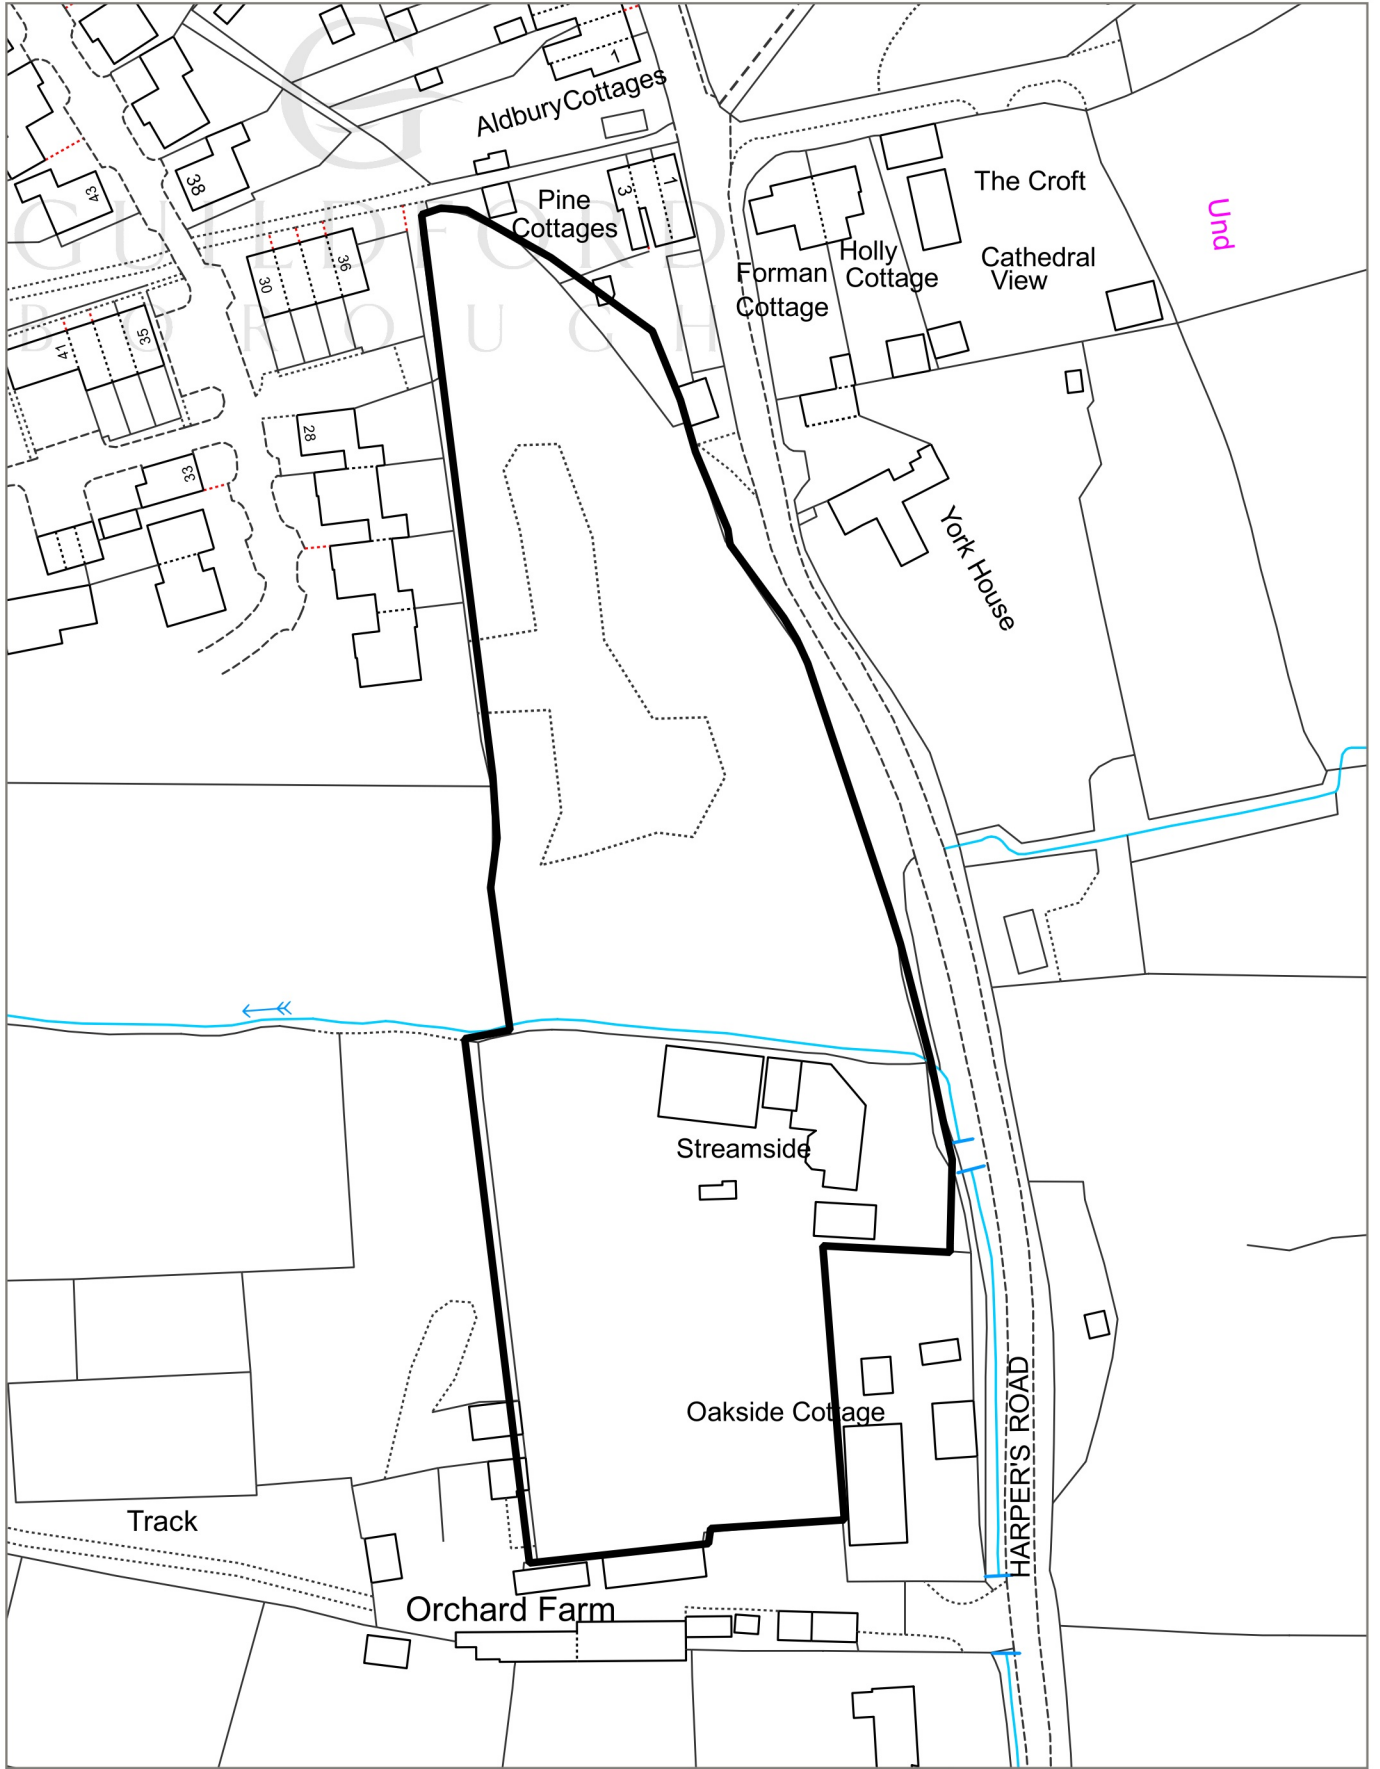 G
GUILDFORD
BOROUGH
1
Aldbury Cottages
43
38
Pine
Cottages
3
1
The Croft
Und
30
36
Holly
Cottage
Forman
Cottage
Cathedral
View
41
35
28
33
York House
Streamside
Oakside Cottage
HARPER'S ROAD
Track
Orchard Farm